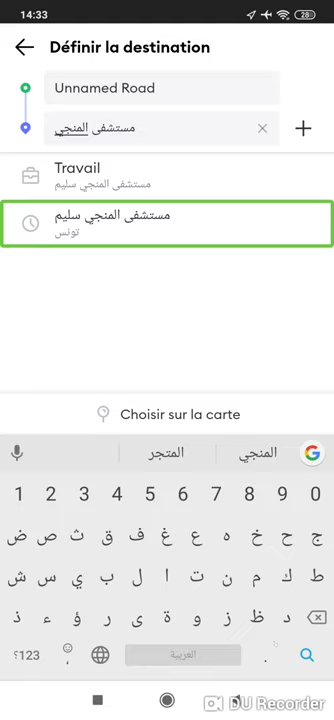 14:33
28
Définir la destination
Unnamed Road
مستشفى المنجي
Travail
مستشفى المنجي سليم
مستشفى المنجي سليم
تونس
Choisir sur la carte
المتجر
المنجي
G
1 2 3 4 5 6 7 8 9 0
ض ص ث ق ف غ ع ه خ ح ج
ش س ي ب ل ا ت ن م ك ط
ذ ء ؤ ر ى ة و ز ظ د
؟123
،
العربية
.
DU Recorder